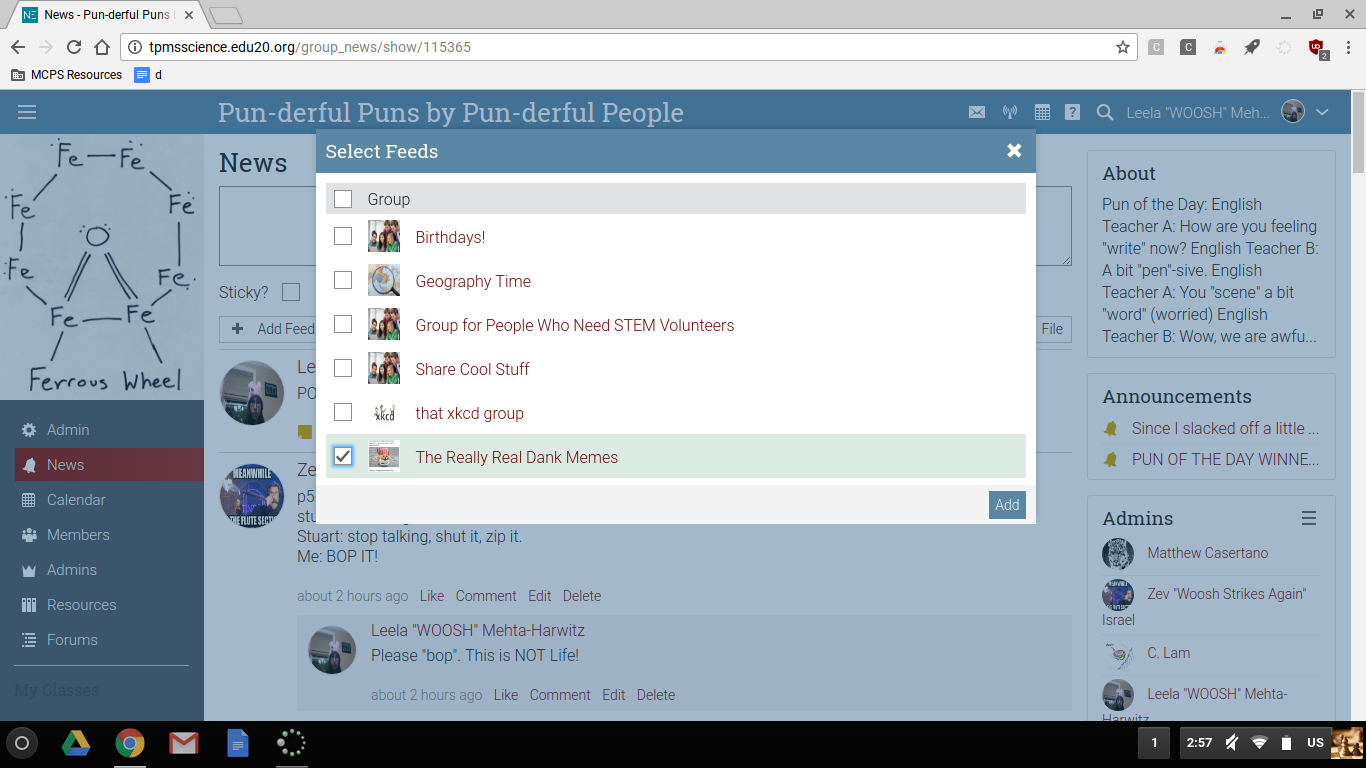 News - Pun-derful Puns
tpmsscience.edu20.org/group_news/show/115365
MCPS Resources
d
Pun-derful Puns by Pun-derful People
Leela "WOOSH" Meh...
Fe Fe
Fe Fe
O
Fe Fe
Fe Fe
Ferrous Wheel
Admin
News
Calendar
Members
Admins
Resources
Forums
My Classes
News
Sticky?
Add Feed
File
Select Feeds
Group
Birthdays!
Geography Time
Group for People Who Need STEM Volunteers
Share Cool Stuff
that xkcd group
The Really Real Dank Memes
Add
Stuart: stop talking, shut it, zip it.
Me: BOP IT!
about 2 hours ago Like Comment Edit Delete
Leela "WOOSH" Mehta-Harwitz
Please "bop". This is NOT Life!
about 2 hours ago Like Comment Edit Delete
About
Pun of the Day: English
Teacher A: How are you feeling
"write" now? English Teacher B:
A bit "pen"-sive. English
Teacher A: You "scene" a bit
"word" (worried) English
Teacher B: Wow, we are awfu...
Announcements
Since I slacked off a little ...
PUN OF THE DAY WINNE...
Admins
Matthew Casertano
Zev "Woosh Strikes Again"
Israel
C. Lam
Leela "WOOSH" Mehta-
Harwitz
1
2:57
US